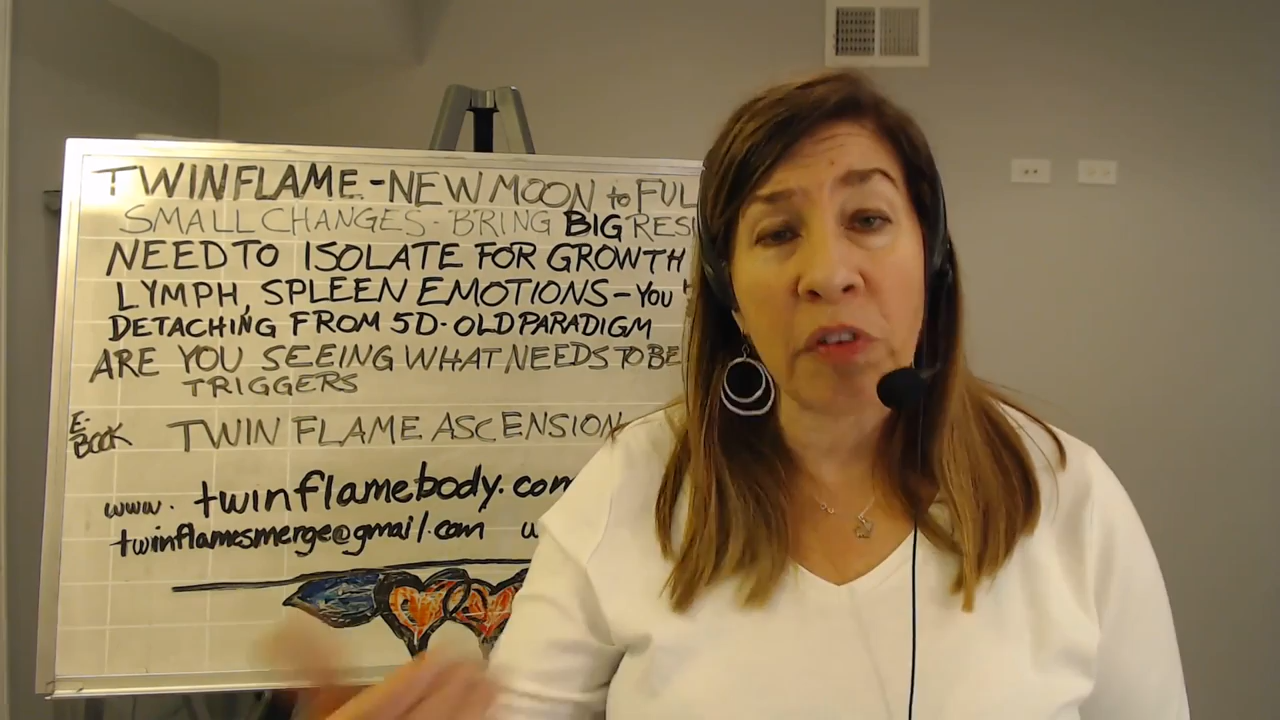 TWINFLAME-NEW MOON to FUL
SMALL CHANGES-BRING BIG RESU
NEED TO ISOLATE FOR GROWTH
LYMPH, SPLEEN EMOTIONS-YOU
DETACHING FROM 5D-OLD PARADIGM
ARE YOU SEEING WHAT NEEDS TO BE
TRIGGERS
E-BOOK TWIN FLAME ASCENSION
www. twinflamebody.com
twinflamesmerge@gmail.com